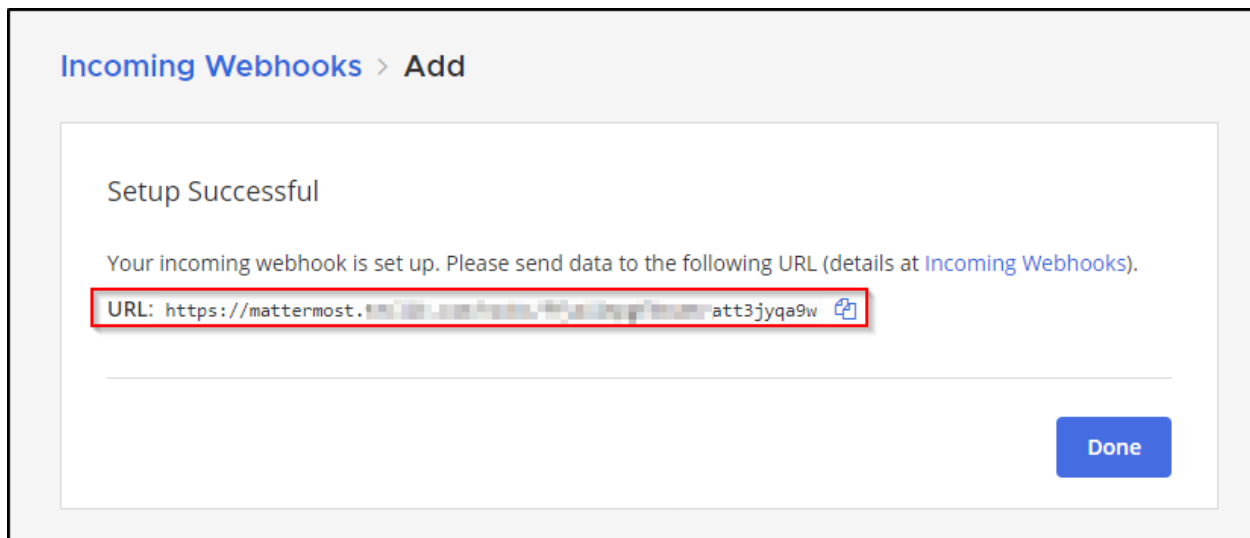 Incoming Webhooks > Add
Setup Successful
Your incoming webhook is set up. Please send data to the following URL (details at Incoming Webhooks).
URL: https://mattermost. att3jyqa9w
Done